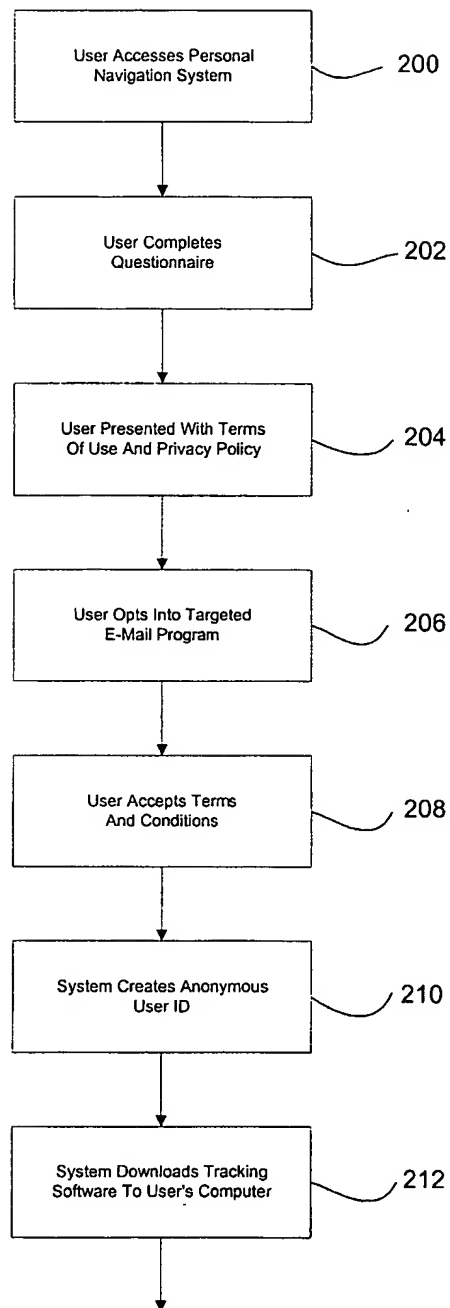 User Accesses Personal
Navigation System
200
User Completes
Questionnaire
202
User Presented With Terms
Of Use And Privacy Policy
204
User Opts Into Targeted
E-Mail Program
206
User Accepts Terms
And Conditions
208
System Creates Anonymous
User ID
210
System Downloads Tracking
Software To User's Computer
212